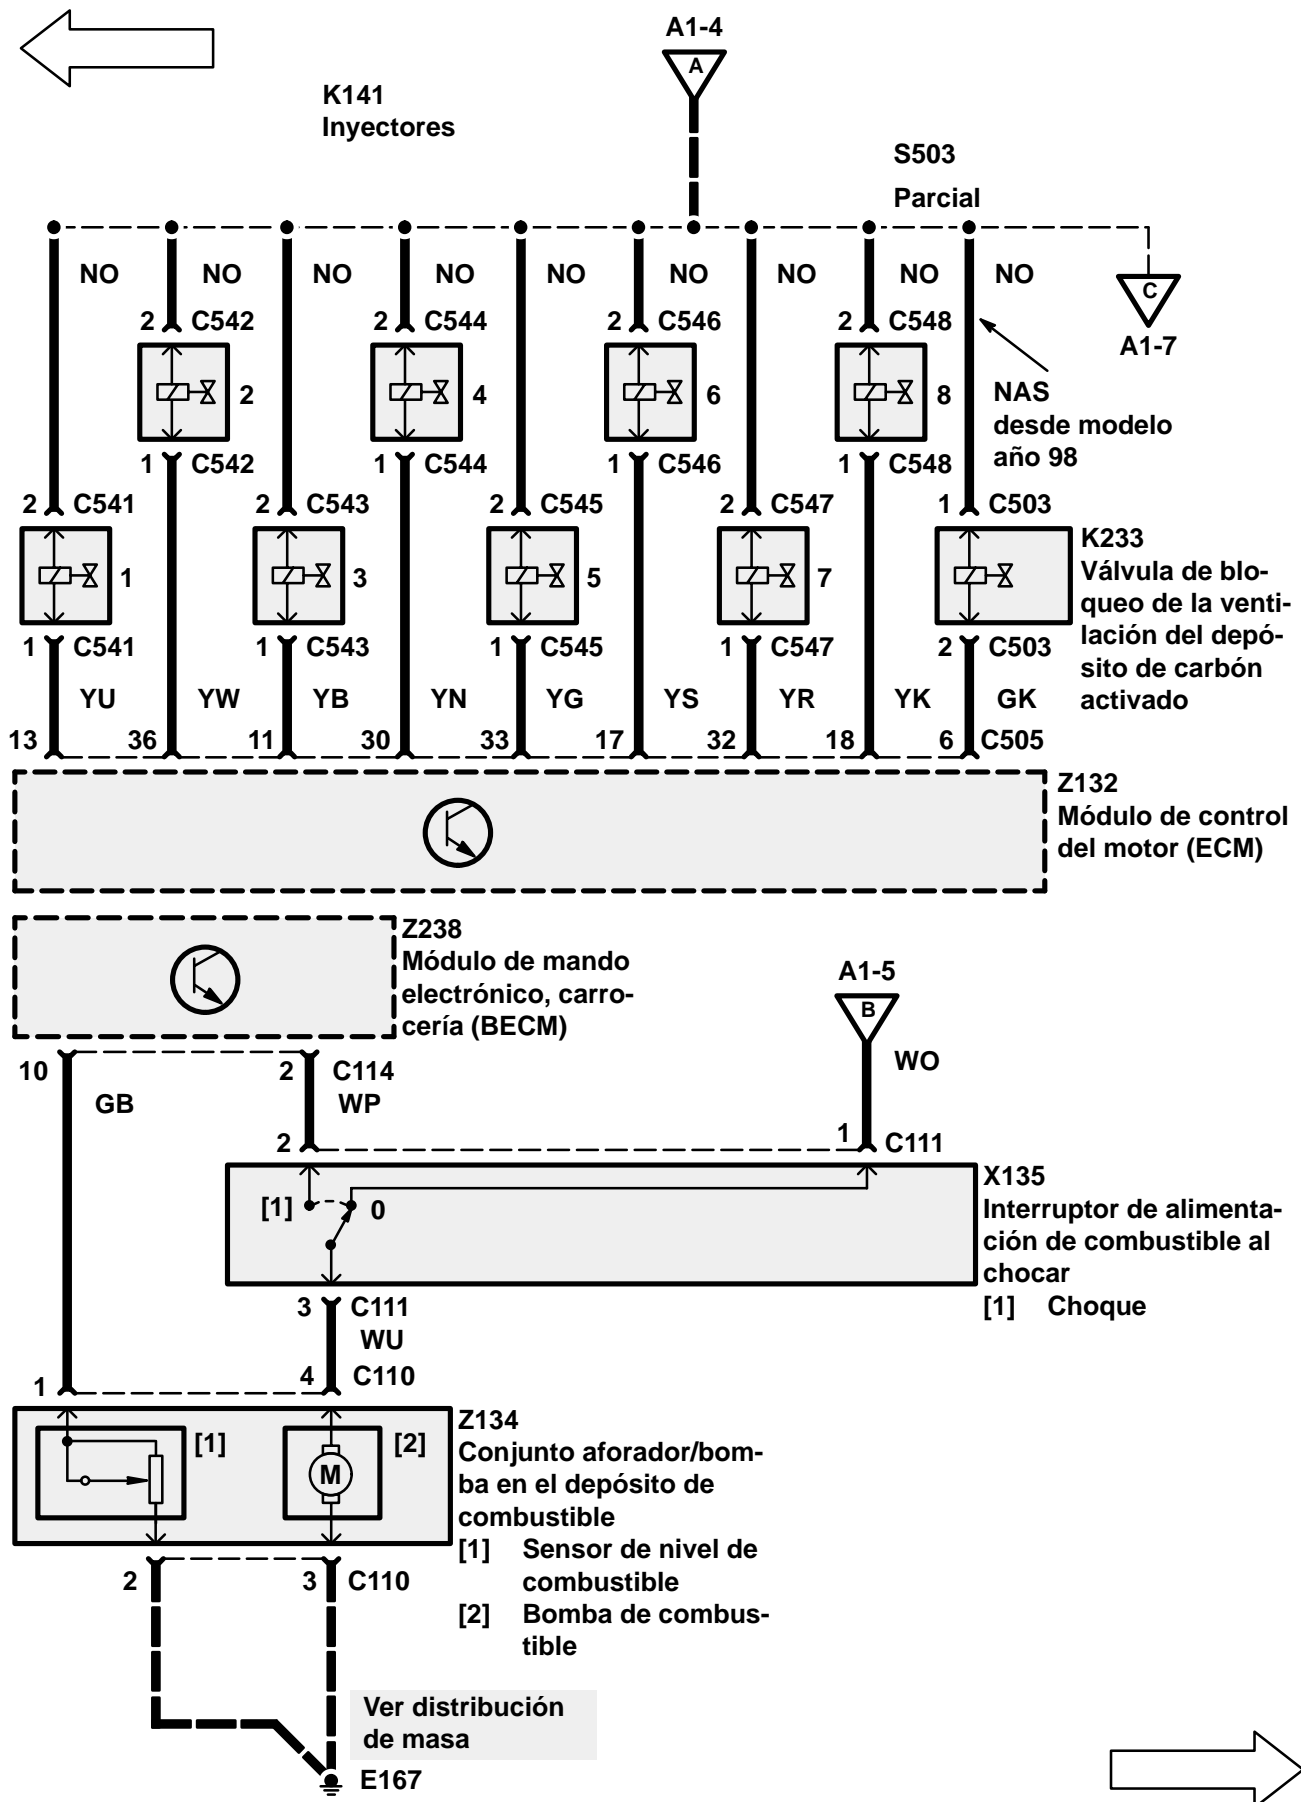 A1-4
A
K141
Inyectores
S503
Parcial
NO NO NO NO NO NO NO NO NO
C
A1-7
2 C542 2 C544 2 C546 2 C548
2 4 6 8
NAS
desde modelo
año 98
1 C542 1 C544 1 C546 1 C548
2 C541 2 C543 2 C545 2 C547 1 C503
1 3 5 7
K233
Válvula de blo-
queo de la venti-
lación del depó-
sito de carbón
activado
1 C541 1 C543 1 C545 1 C547 2 C503
YU YW YB YN YG YS YR YK GK
13 36 11 30 33 17 32 18 6 C505
Z132
Módulo de control
del motor (ECM)
Z238
Módulo de mando
electrónico, carro-
cería (BECM)
A1-5
B
WO
10 2 C114
GB WP
2 1 C111
[1] 0
X135
Interruptor de alimenta-
ción de combustible al
chocar
[1] Choque
3 C111
WU
1 4 C110
[1] [2]
M
Z134
Conjunto aforador/bom-
ba en el depósito de
combustible
[1] Sensor de nivel de
combustible
[2] Bomba de combus-
tible
2 3 C110
Ver distribución
de masa
E167